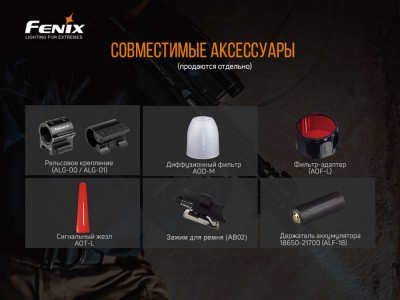 FENIX
LIGHTING FOR EXTREMES
СОВМЕСТИМЫЕ АКСЕССУАРЫ
(продаются отдельно)
Рельсовое крепление
(ALG-00 / ALG-01)
Диффузионный фильтр
AOD-M
Фильтр-адаптер
(AOF-L)
Сигнальный жезл
AOT-L
Зажим для ремня (AB02)
Держатель аккумулятора
18650-21700 (ALF-18)